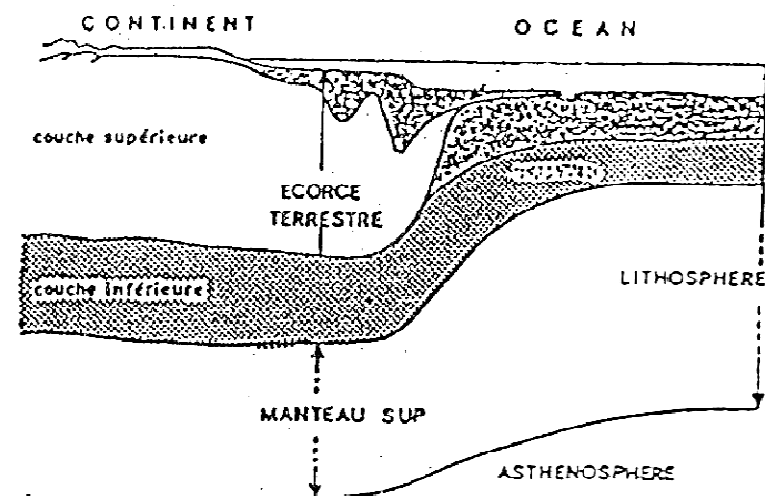 CONTINENT
OCEAN
couche supérieure
ECORCE
TERRESTRE
LITHOSPHERE
couche inférieure
MANTEAU SUP
ASTHENOSPHERE